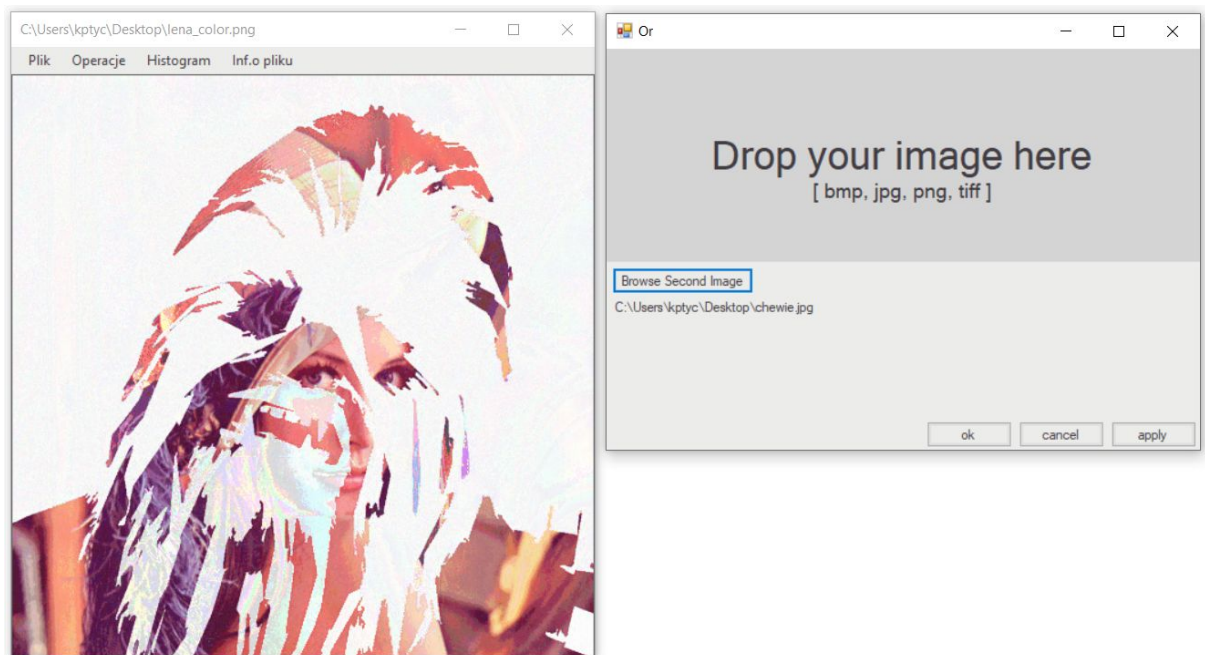 C:\Users\kptyc\Desktop\lena_color.png
Plik Operacje Histogram Inf.o pliku
Or
Drop your image here
[ bmp, jpg, png, tiff ]
Browse Second Image
C:\Users\kptyc\Desktop\chewie.jpg
ok cancel apply